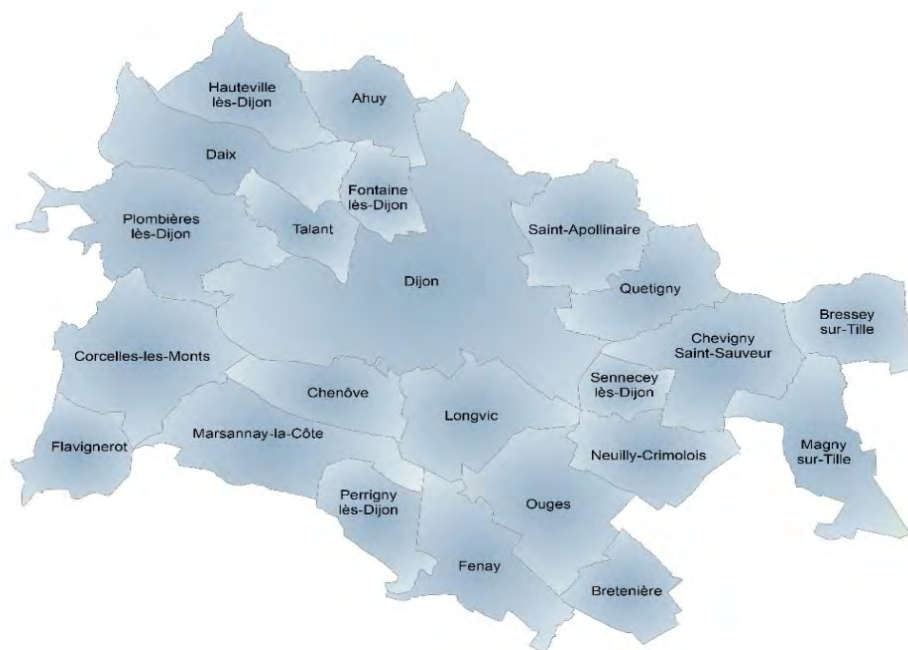 Hauteville
lès-Dijon
Ahuy
Daix
Fontaine
lès-Dijon
Plombières
lès-Dijon
Talant
Saint-Apollinaire
Dijon
Quetigny
Bressey
sur-Tille
Chevigny
Saint-Sauveur
Corcelles-les-Monts
Sennecey
lès-Dijon
Chenôve
Longvic
Marsannay-la-Côte
Flavignerot
Neuilly-Crimolois
Magny
sur-Tille
Perrigny
lès-Dijon
Ouges
Fenay
Bretenière